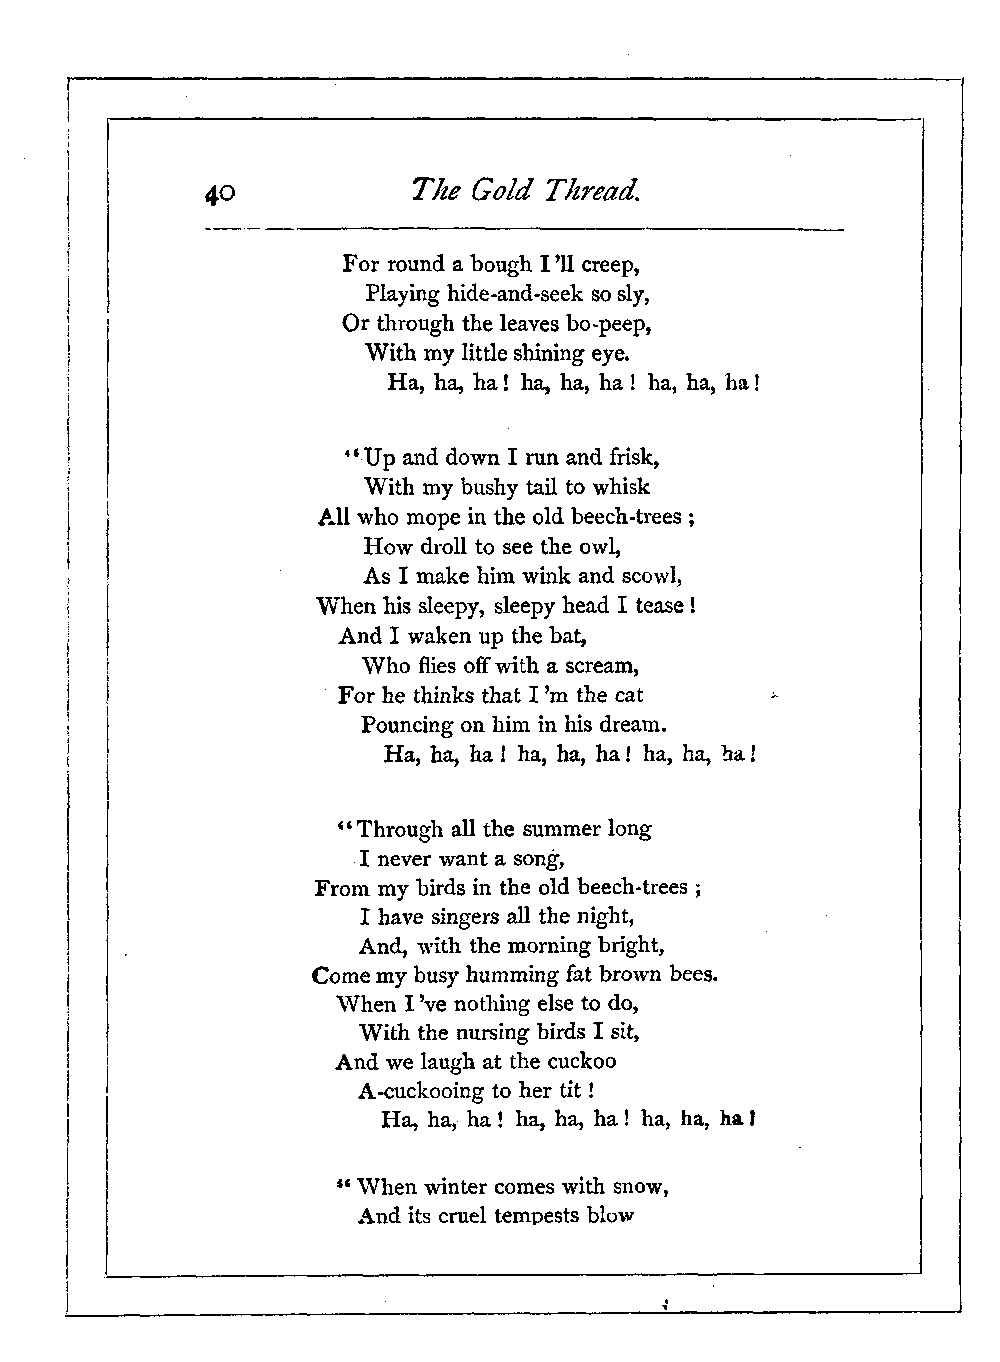 40 The Gold Thread.
For round a bough I'll creep,
Playing hide-and-seek so sly,
Or through the leaves bo-peep,
With my little shining eye.
Ha, ha, ha! ha, ha, ha! ha, ha, ha!
"Up and down I run and frisk,
With my bushy tail to whisk
All who mope in the old beech-trees;
How droll to see the owl,
As I make him wink and scowl,
When his sleepy, sleepy head I tease!
And I waken up the bat,
Who flies off with a scream,
For he thinks that I'm the cat
Pouncing on him in his dream.
Ha, ha, ha! ha, ha, ha! ha, ha, ha!
"Through all the summer long
I never want a song,
From my birds in the old beech-trees;
I have singers all the night,
And, with the morning bright,
Come my busy humming fat brown bees.
When I've nothing else to do,
With the nursing birds I sit,
And we laugh at the cuckoo
A-cuckooing to her tit!
Ha, ha, ha! ha, ha, ha! ha, ha, ha!
"When winter comes with snow,
And its cruel tempests blow